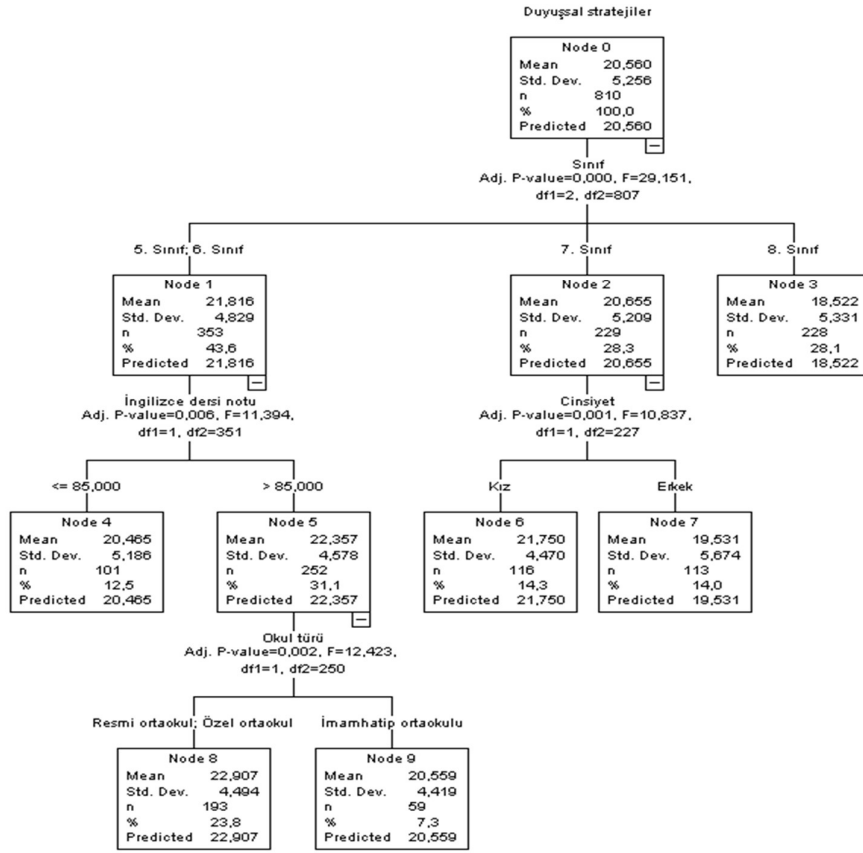 Duyuşsal stratejiler
Node 0
Mean 20,560
Std. Dev. 5,256
n 810
% 100,0
Predicted 20,560
Sınıf
Adj. P-value=0,000, F=29,151,
df1=2, df2=807
5. Sınıf; 6. Sınıf
Node 1
Mean 21,816
Std. Dev. 4,829
n 353
% 43,6
Predicted 21,816
7. Sınıf
Node 2
Mean 20,655
Std. Dev. 5,209
n 229
% 28,3
Predicted 20,655
8. Sınıf
Node 3
Mean 18,522
Std. Dev. 5,331
n 228
% 28,1
Predicted 18,522
İngilizce dersi notu
Adj. P-value=0,006, F=11,394,
df1=1, df2=351
Cinsiyet
Adj. P-value=0,001, F=10,837,
df1=1, df2=227
<= 85,000
Node 4
Mean 20,465
Std. Dev. 5,186
n 101
% 12,5
Predicted 20,465
> 85,000
Node 5
Mean 22,357
Std. Dev. 4,578
n 252
% 31,1
Predicted 22,357
Kız
Node 6
Mean 21,750
Std. Dev. 4,470
n 116
% 14,3
Predicted 21,750
Erkek
Node 7
Mean 19,531
Std. Dev. 5,674
n 113
% 14,0
Predicted 19,531
Okul türü
Adj. P-value=0,002, F=12,423,
df1=1, df2=250
Resmi ortaokul; Özel ortaokul
Node 8
Mean 22,907
Std. Dev. 4,494
n 193
% 23,8
Predicted 22,907
İmamhatip ortaokulu
Node 9
Mean 20,559
Std. Dev. 4,419
n 59
% 7,3
Predicted 20,559